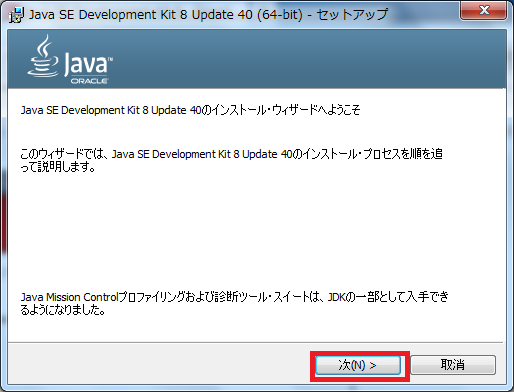 Java SE Development Kit 8 Update 40 (64-bit) - セットアップ
Java™
ORACLE
Java SE Development Kit 8 Update 40のインストール・ウィザードへようこそ
このウィザードでは、Java SE Development Kit 8 Update 40のインストール・プロセスを順を追
って説明します。
Java Mission Controlプロファイリングおよび診断ツール・スイートは、JDKの一部として入手でき
るようになりました。
次(N) >
取消